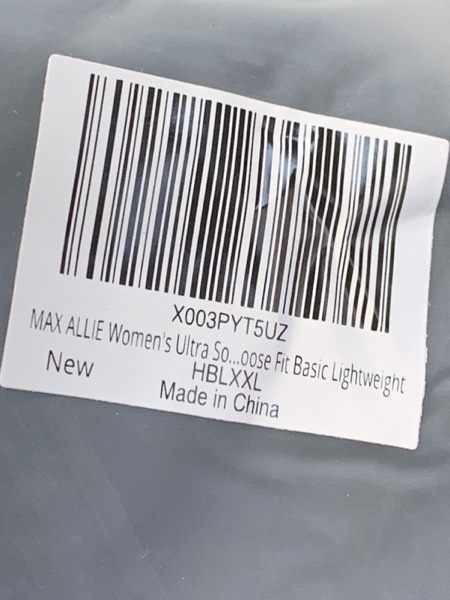 X003PYT5UZ
MAX ALLIE Women's Ultra So...oose Fit Basic Lightweight
New HBLXXL
Made in China